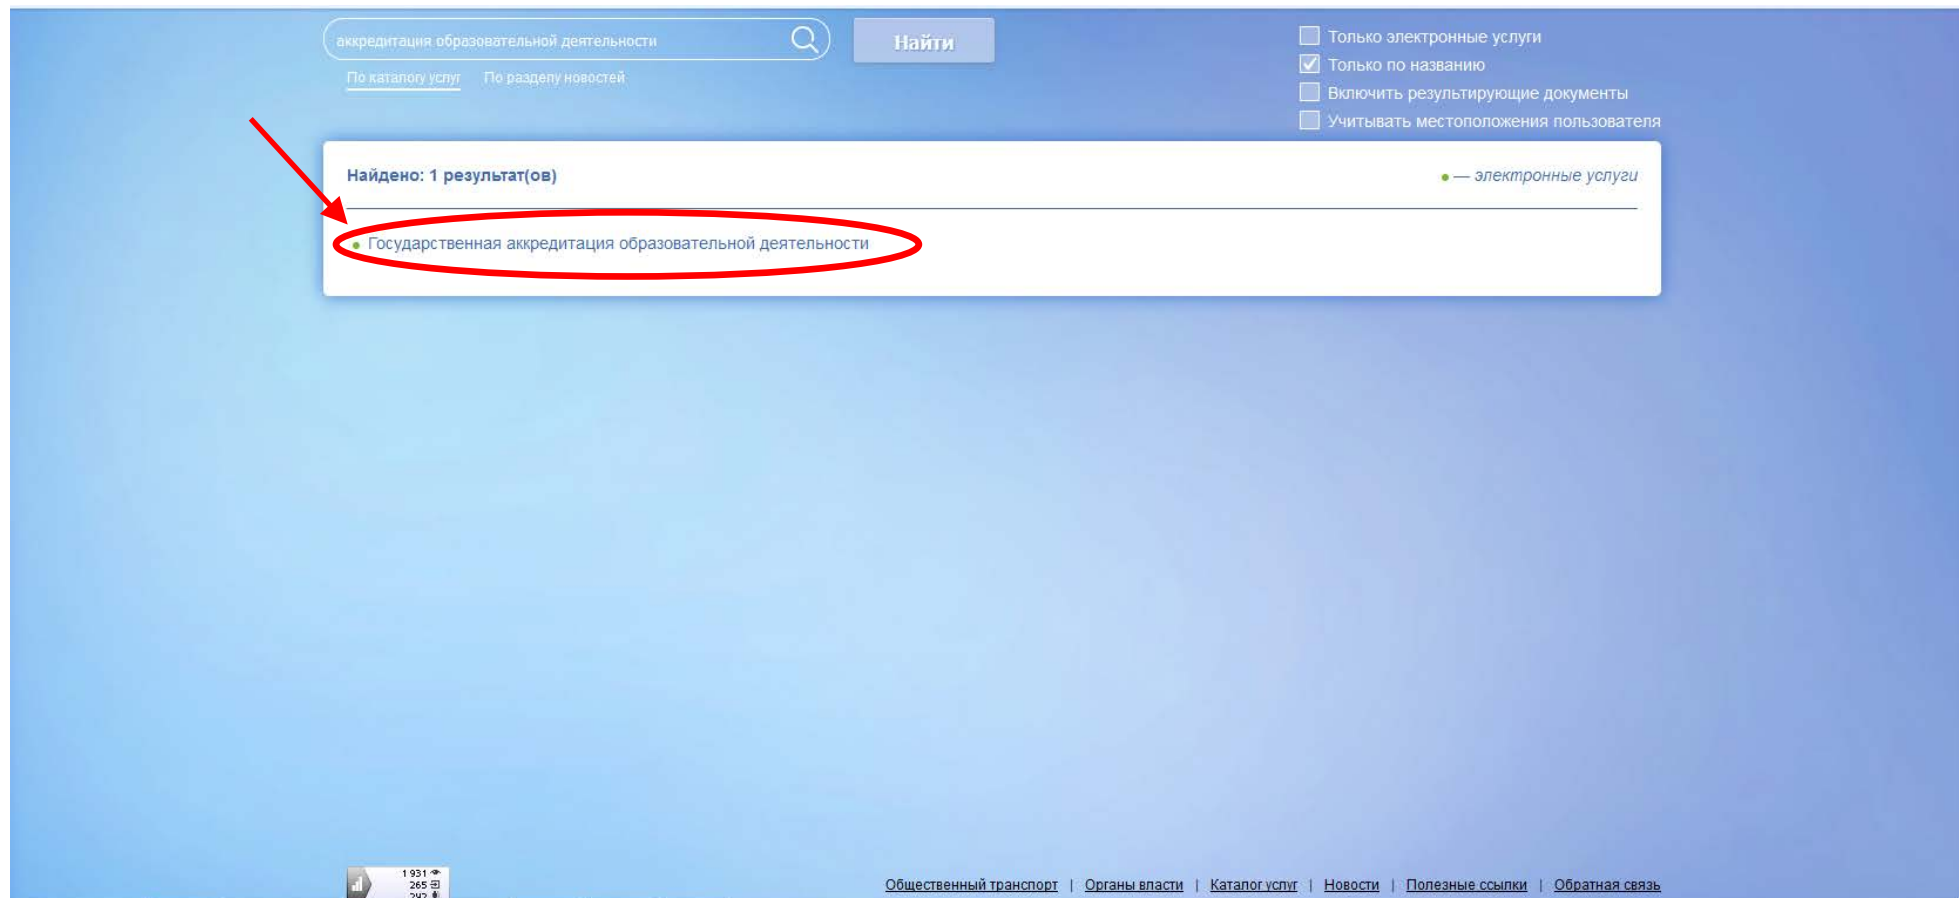 аккредитация образовательной деятельности
Найти
По каталогу услуг По разделу новостей
Только электронные услуги
Только по названию
Включить результирующие документы
Учитывать местоположения пользователя
Найдено: 1 результат(ов)
— электронные услуги
Государственная аккредитация образовательной деятельности
1 931
265
292
Общественный транспорт | Органы власти | Каталог услуг | Новости | Полезные ссылки | Обратная связь